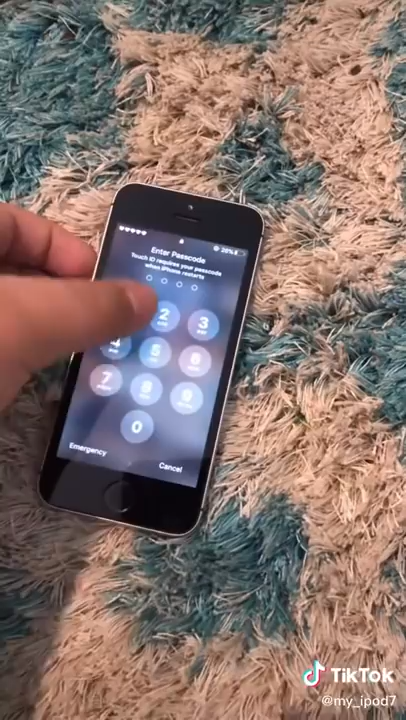 28%
Enter Passcode
Touch ID requires your passcode
when iPhone restarts
2
3
5
6
7
8
9
0
Emergency
Cancel
TikTok
@my_ipod7